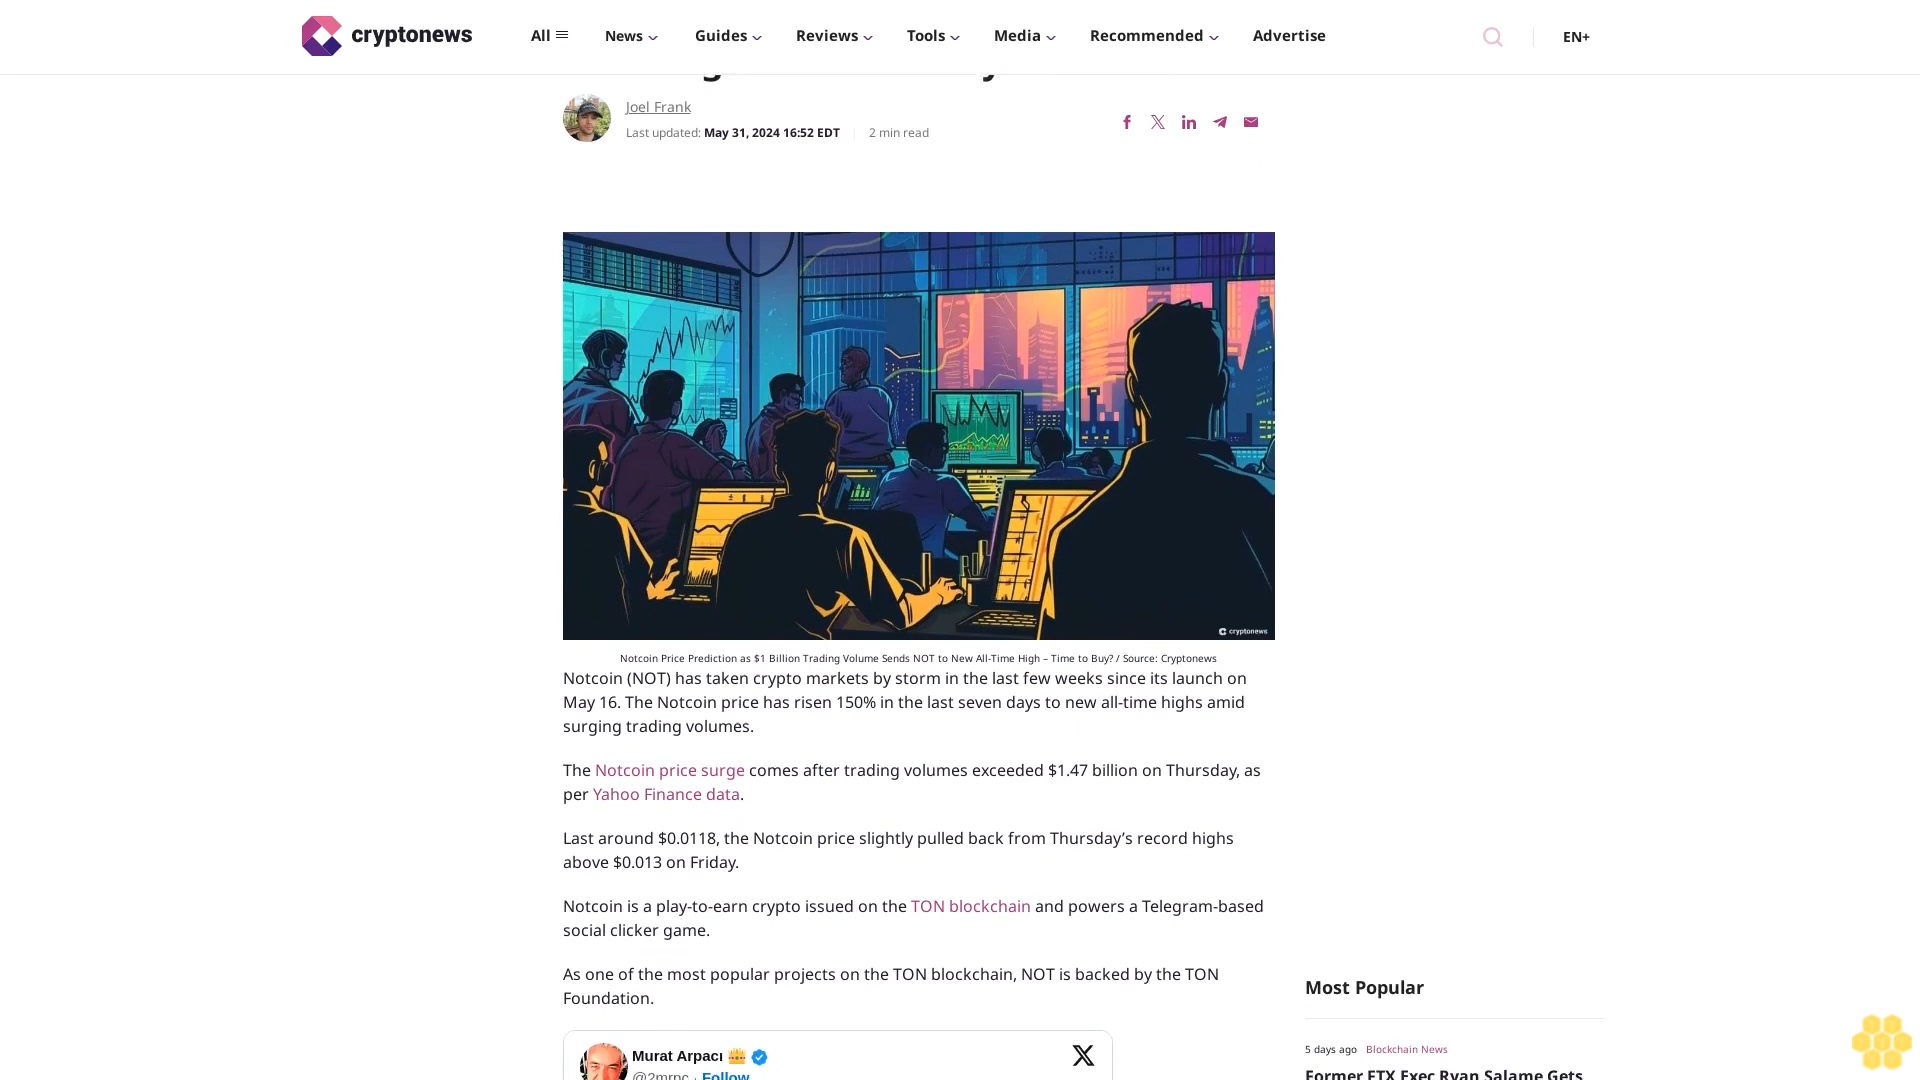 cryptonews
All
News
Guides
Reviews
Tools
Media
Recommended
Advertise
EN+
Joel Frank
Last updated: May 31, 2024 16:52 EDT
2 min read
cryptonews
Notcoin Price Prediction as $1 Billion Trading Volume Sends NOT to New All-Time High – Time to Buy? / Source: Cryptonews
Notcoin (NOT) has taken crypto markets by storm in the last few weeks since its launch on
May 16. The Notcoin price has risen 150% in the last seven days to new all-time highs amid
surging trading volumes.
The Notcoin price surge comes after trading volumes exceeded $1.47 billion on Thursday, as
per Yahoo Finance data.
Last around $0.0118, the Notcoin price slightly pulled back from Thursday’s record highs
above $0.013 on Friday.
Notcoin is a play-to-earn crypto issued on the TON blockchain and powers a Telegram-based
social clicker game.
As one of the most popular projects on the TON blockchain, NOT is backed by the TON
Foundation.
Murat Arpacı
@2mrpc · Follow
Most Popular
5 days ago Blockchain News
Former FTX Exec Ryan Salame Gets